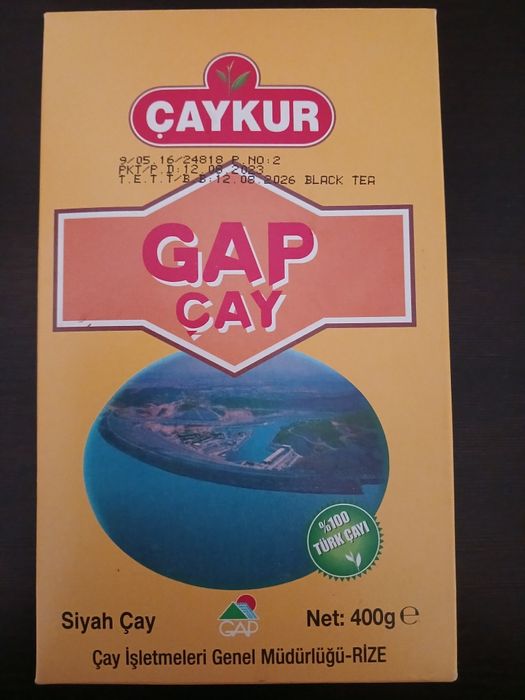 ÇAYKUR
9/05.16/24818 P.NO:2
PKT/P.D:12.08.2023
T.E.T.T/B.B:12.08.2026 BLACK TEA
GAP
ÇAY
%100
TÜRK ÇAYI
Siyah Çay
GAP
Net: 400g ℮
Çay İşletmeleri Genel Müdürlüğü-RİZE